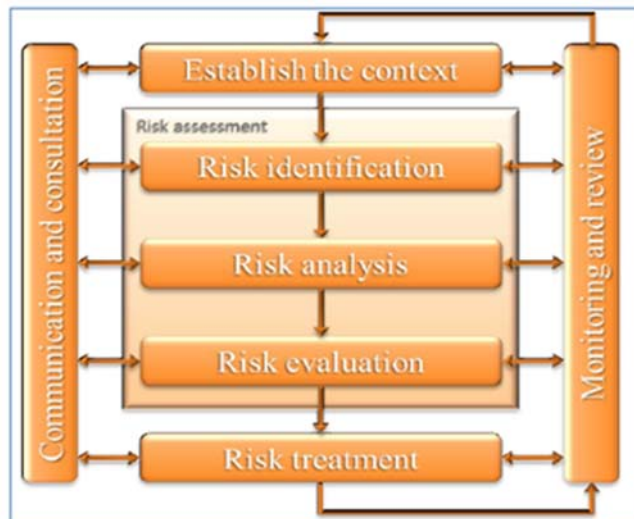 Establish the context
Risk assessment
Risk identification
Risk analysis
Risk evaluation
Risk treatment
Communication and consultation
Monitoring and review